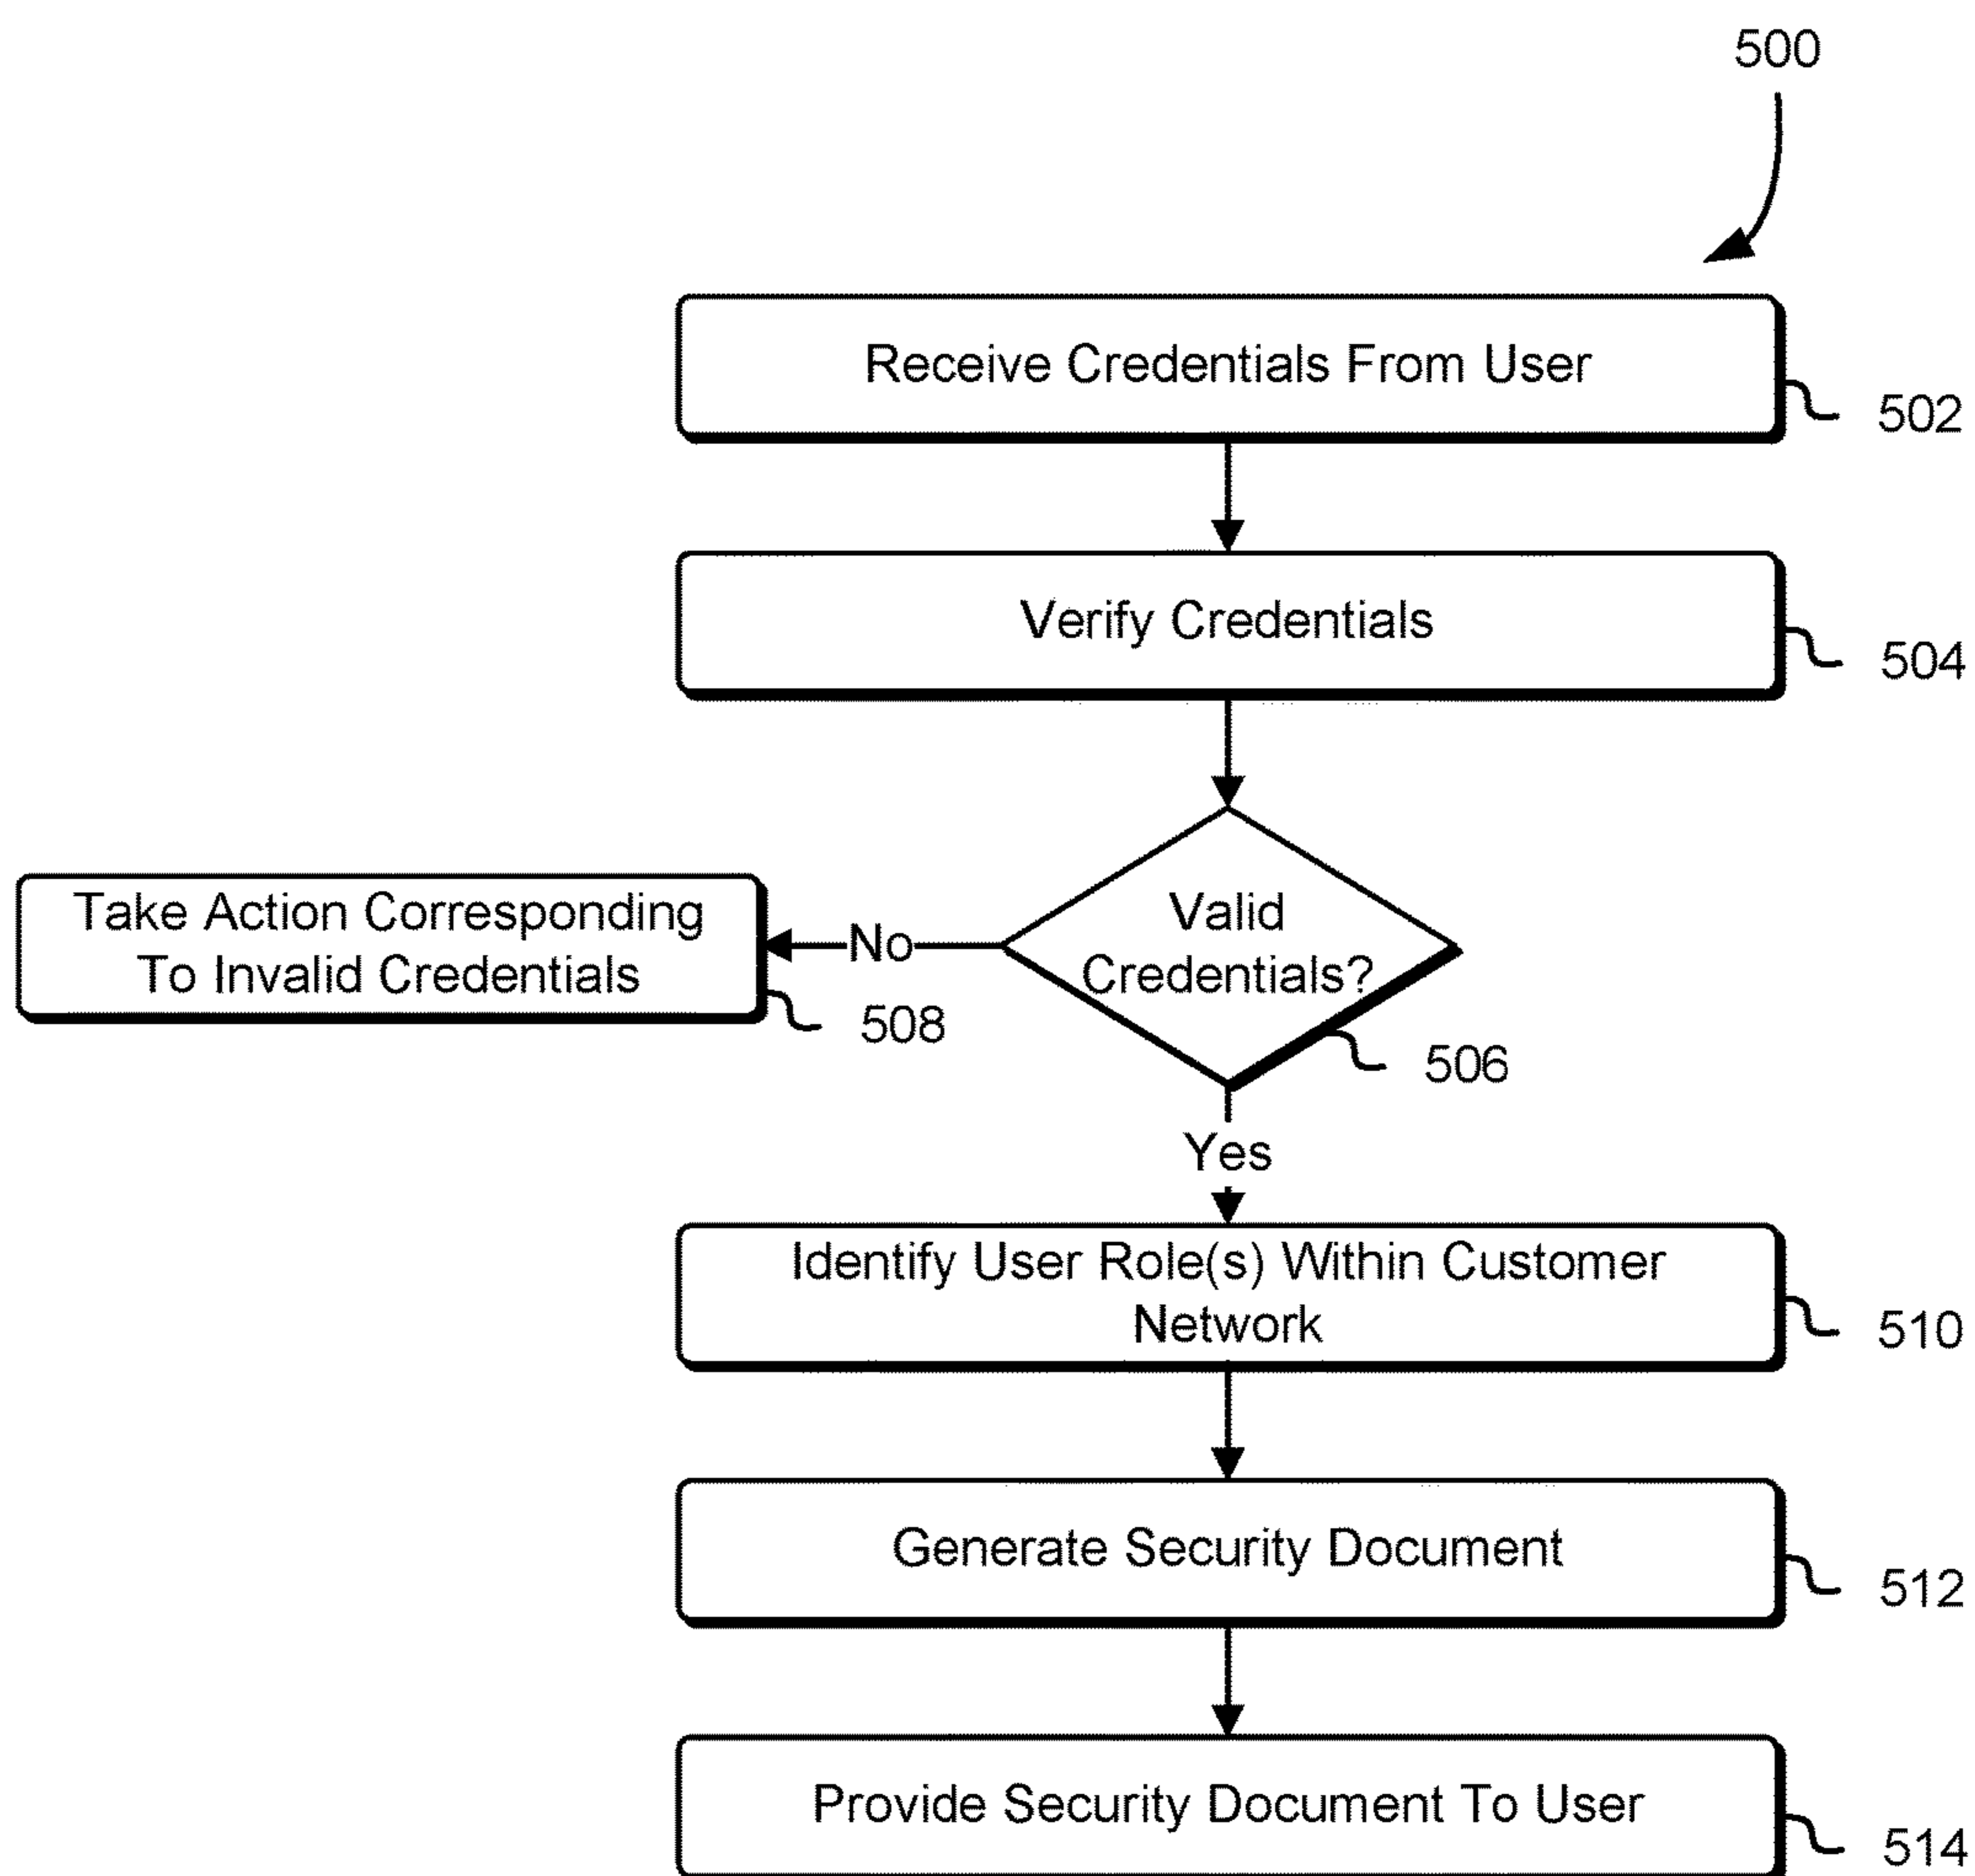 500
Receive Credentials From User
502
Verify Credentials
504
Valid
Credentials?
506
No
Take Action Corresponding
To Invalid Credentials
508
Yes
Identify User Role(s) Within Customer
Network
510
Generate Security Document
512
Provide Security Document To User
514